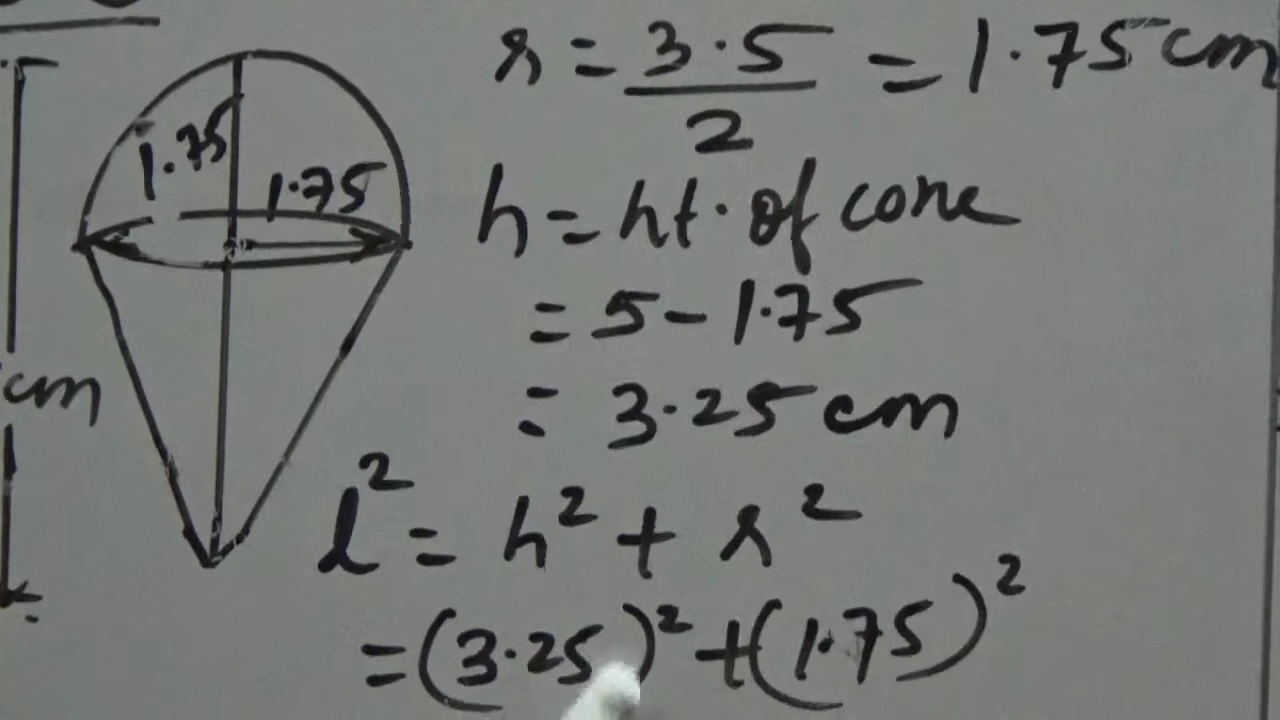 r = 3.5/2 = 1.75 cm
1.75
1.75
h = ht. of cone
= 5 - 1.75
= 3.25 cm
cm
l² = h² + r²
= (3.25)² + (1.75)²